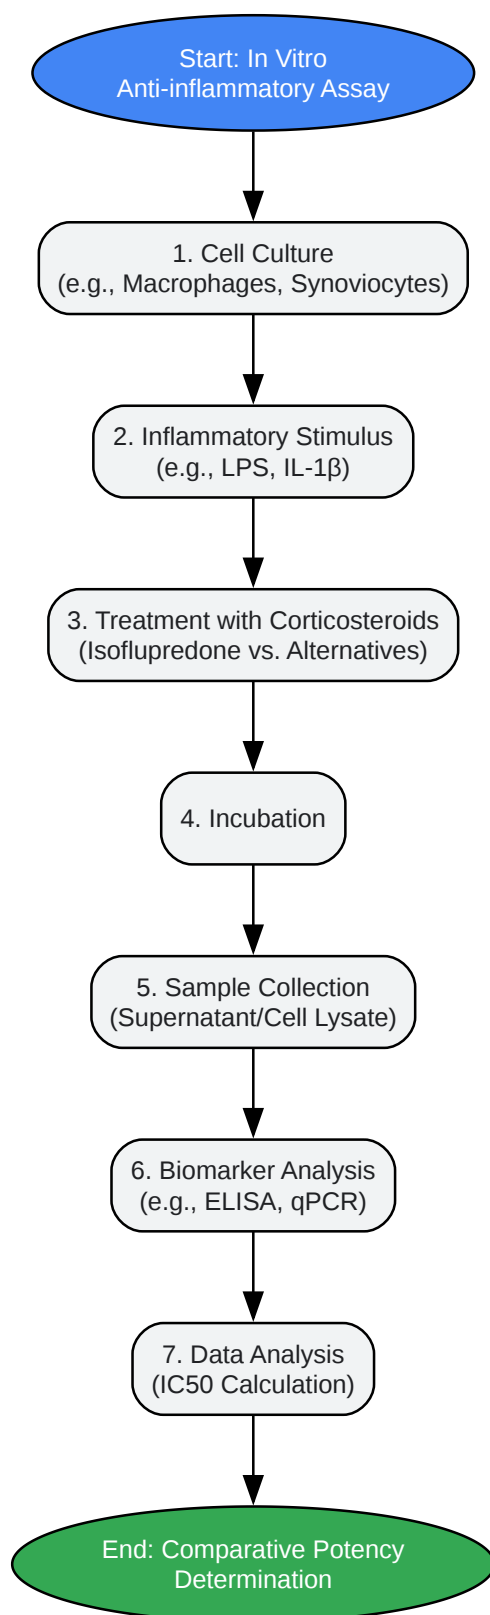 Start: In Vitro
Anti-inflammatory Assay
1. Cell Culture
(e.g., Macrophages, Synoviocytes)
2. Inflammatory Stimulus
(e.g., LPS, IL-1β)
3. Treatment with Corticosteroids
(Isoflupredone vs. Alternatives)
4. Incubation
5. Sample Collection
(Supernatant/Cell Lysate)
6. Biomarker Analysis
(e.g., ELISA, qPCR)
7. Data Analysis
(IC50 Calculation)
End: Comparative Potency
Determination